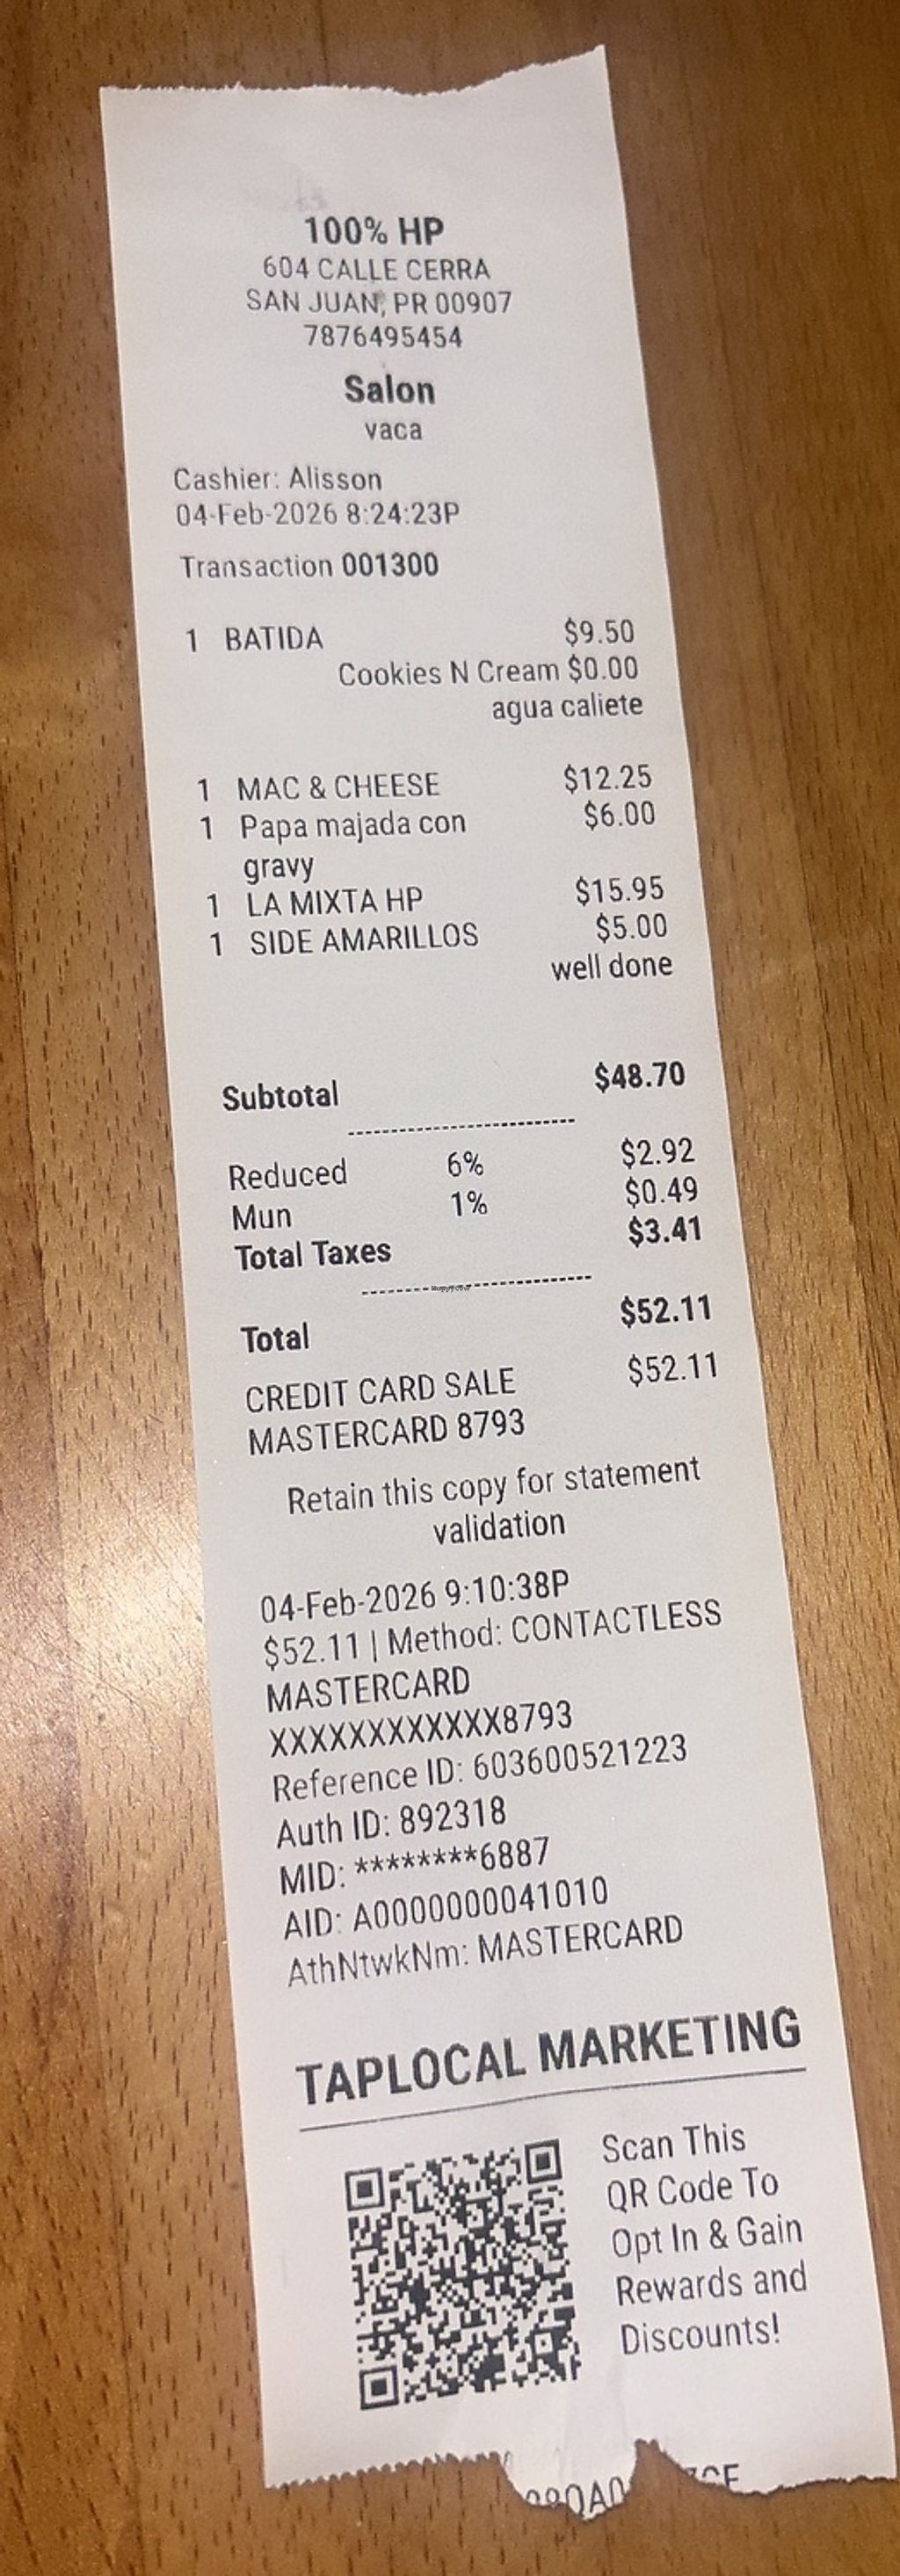 100% HP
604 CALLE CERRA
SAN JUAN, PR 00907
7876495454
Salon
vaca
Cashier: Alisson
04-Feb-2026 8:24:23P
Transaction 001300
1 BATIDA $9.50
Cookies N Cream $0.00
agua caliete
1 MAC & CHEESE $12.25
1 Papa majada con $6.00
gravy
1 LA MIXTA HP $15.95
1 SIDE AMARILLOS $5.00
well done
Subtotal $48.70
Reduced 6% $2.92
Mun 1% $0.49
Total Taxes $3.41
Total $52.11
CREDIT CARD SALE $52.11
MASTERCARD 8793
Retain this copy for statement
validation
04-Feb-2026 9:10:38P
$52.11 | Method: CONTACTLESS
MASTERCARD
XXXXXXXXXXXX8793
Reference ID: 603600521223
Auth ID: 892318
MID: ********6887
AID: A0000000041010
AthNtwkNm: MASTERCARD
TAPLOCAL MARKETING
Scan This
QR Code To
Opt In & Gain
Rewards and
Discounts!